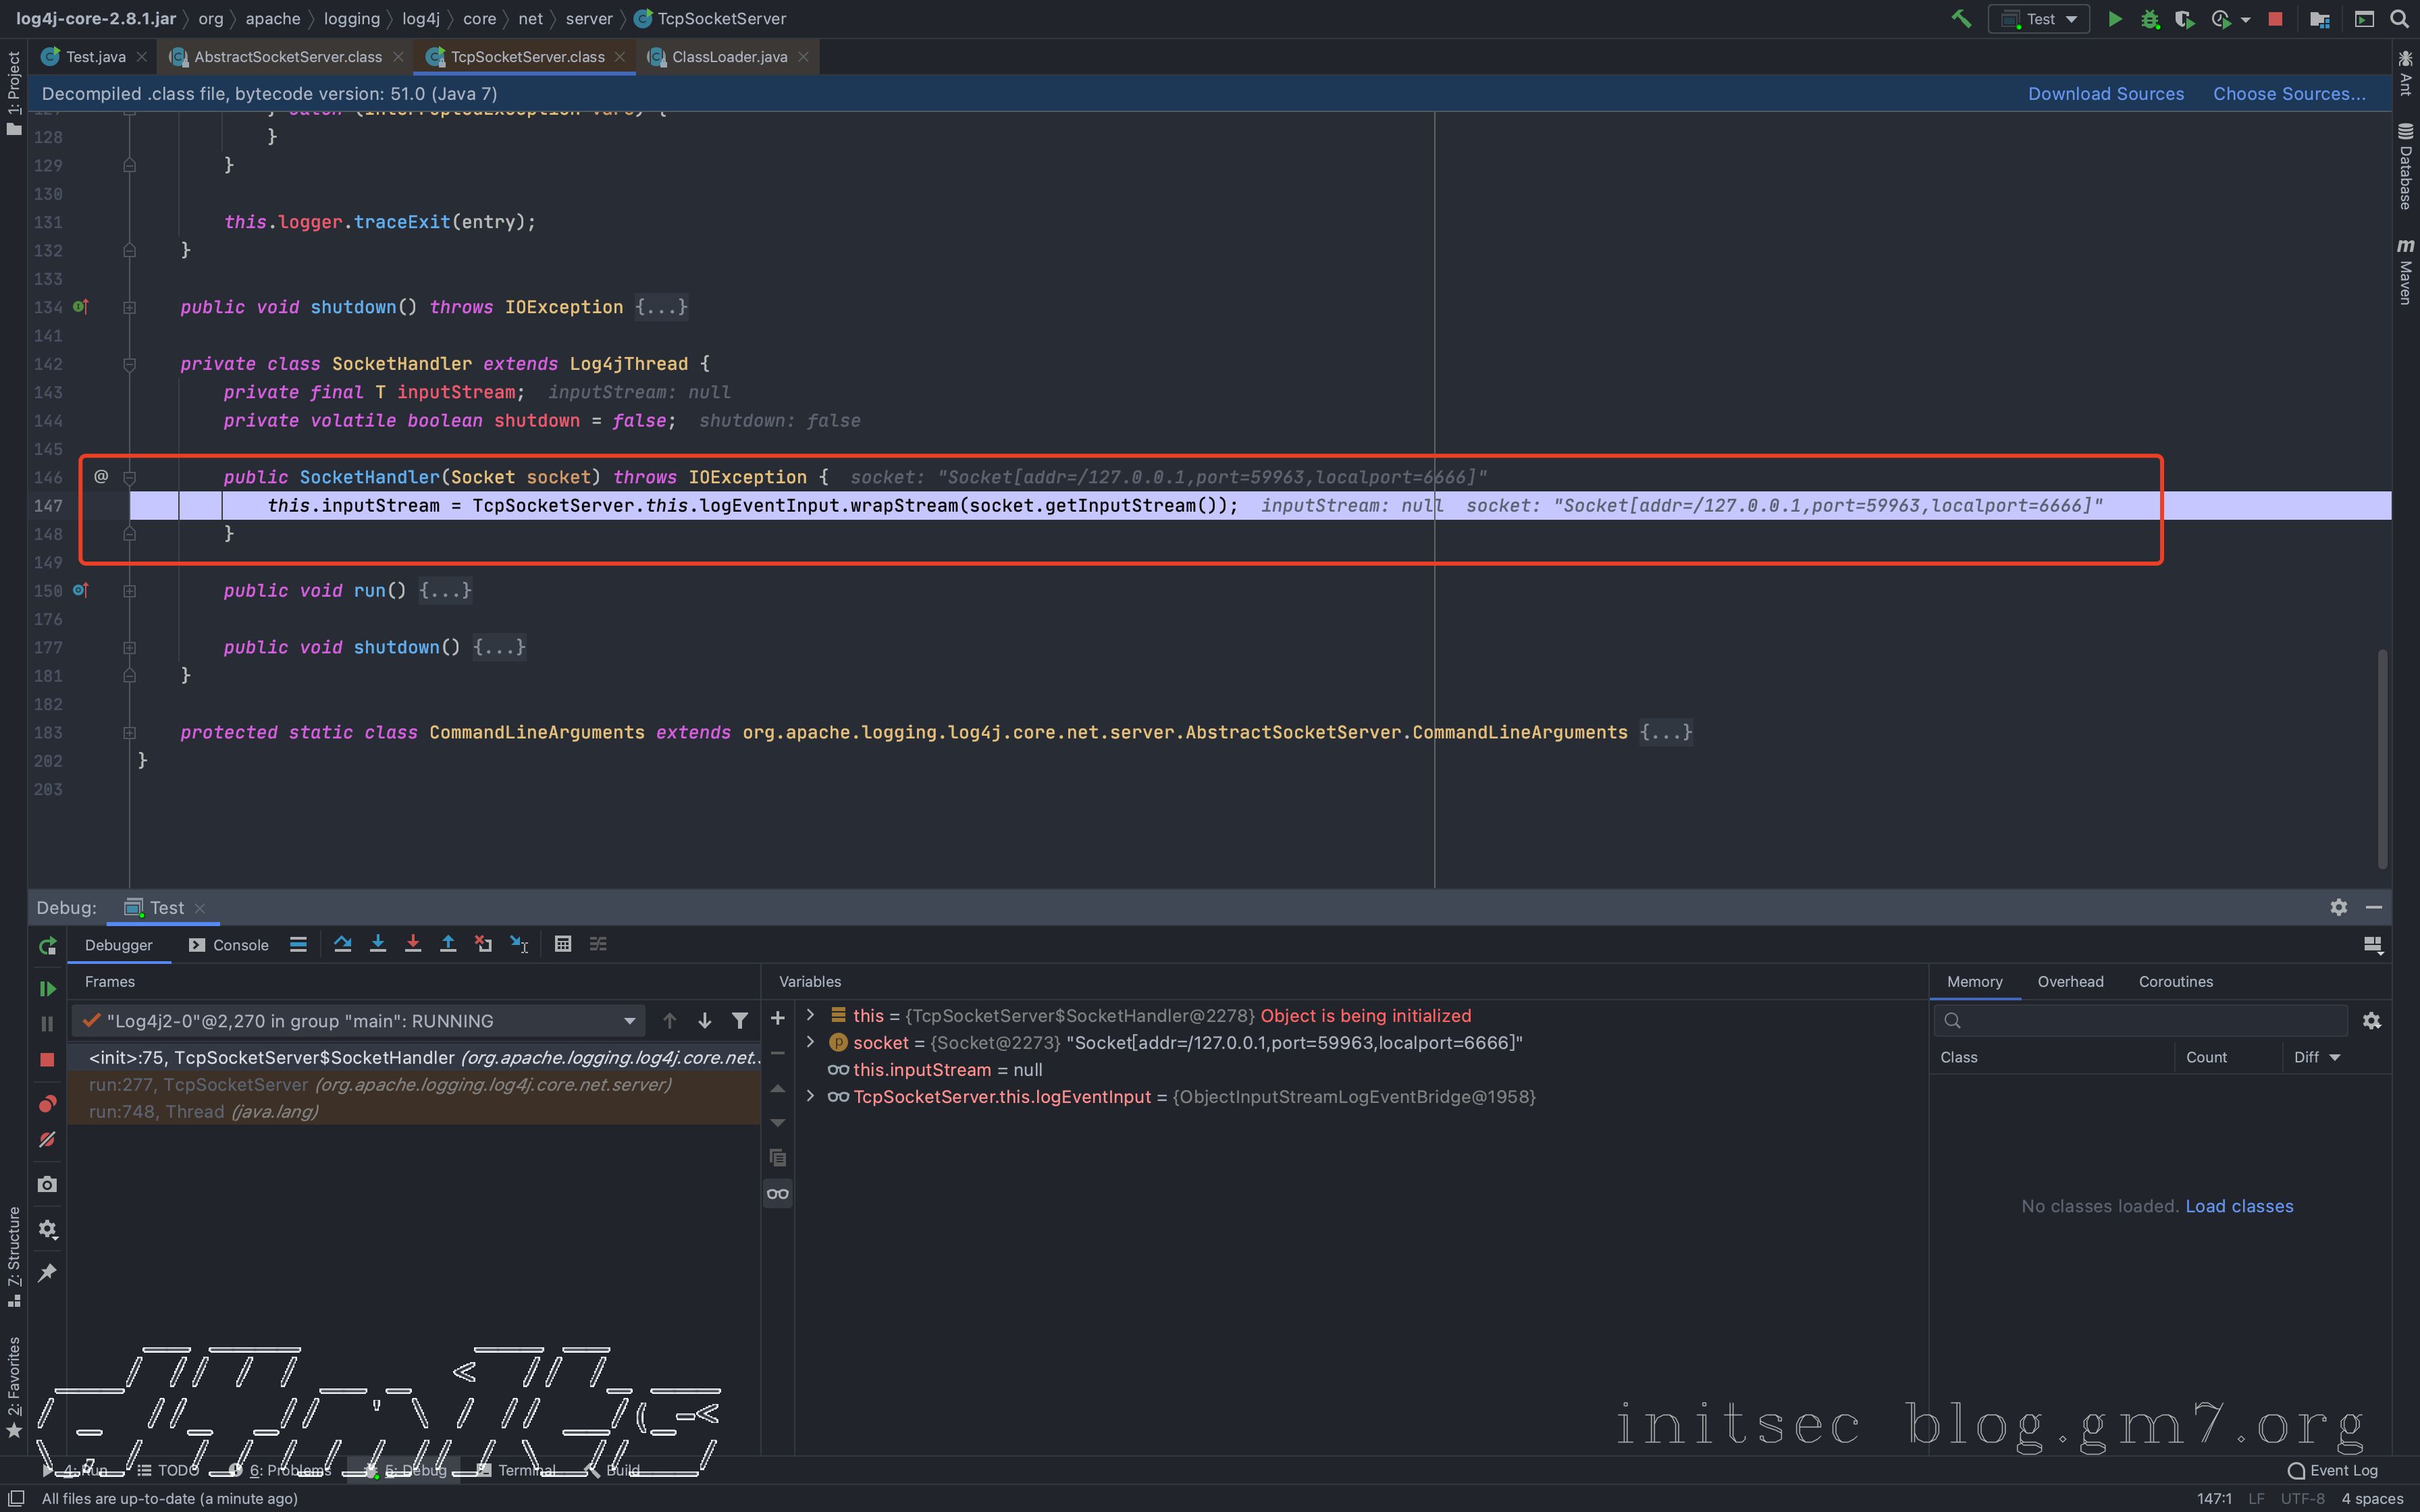 log4j-core-2.8.1.jar 〉 org 〉 apache 〉 logging 〉 log4j 〉 core 〉 net 〉 server 〉 TcpSocketServer
Test
Test.java
AbstractSocketServer.class
TcpSocketServer.class
ClassLoader.java
Decompiled .class file, bytecode version: 51.0 (Java 7)
Download Sources
Choose Sources...
1: Project
Ant
Database
m Maven
128 }
129 }
130
131 this.logger.traceExit(entry);
132 }
133
134 public void shutdown() throws IOException {...}
141
142 private class SocketHandler extends Log4jThread {
143 private final T inputStream; inputStream: null
144 private volatile boolean shutdown = false; shutdown: false
145
146 @ public SocketHandler(Socket socket) throws IOException { socket: "Socket[addr=/127.0.0.1,port=59963,localport=6666]"
147 this.inputStream = TcpSocketServer.this.logEventInput.wrapStream(socket.getInputStream()); inputStream: null socket: "Socket[addr=/127.0.0.1,port=59963,localport=6666]"
148 }
149
150 public void run() {...}
176
177 public void shutdown() {...}
181 }
182
183 protected static class CommandLineArguments extends org.apache.logging.log4j.core.net.server.AbstractSocketServer.CommandLineArguments {...}
202 }
203
Debug: Test
Debugger
Console
Frames
Variables
Memory
Overhead
Coroutines
"Log4j2-0"@2,270 in group "main": RUNNING
<init>:75, TcpSocketServer$SocketHandler (org.apache.logging.log4j.core.net..
run:277, TcpSocketServer (org.apache.logging.log4j.core.net.server)
run:748, Thread (java.lang)
this = {TcpSocketServer$SocketHandler@2278} Object is being initialized
socket = {Socket@2273} "Socket[addr=/127.0.0.1,port=59963,localport=6666]"
this.inputStream = null
TcpSocketServer.this.logEventInput = {ObjectInputStreamLogEventBridge@1958}
Class
Count
Diff
No classes loaded. Load classes
7: Structure
2: Favorites
initsec blog.gm7.org
4: Run
TODO
6: Problems
5: Debug
Terminal
Build
Event Log
All files are up-to-date (a minute ago)
147:1 LF UTF-8 4 spaces